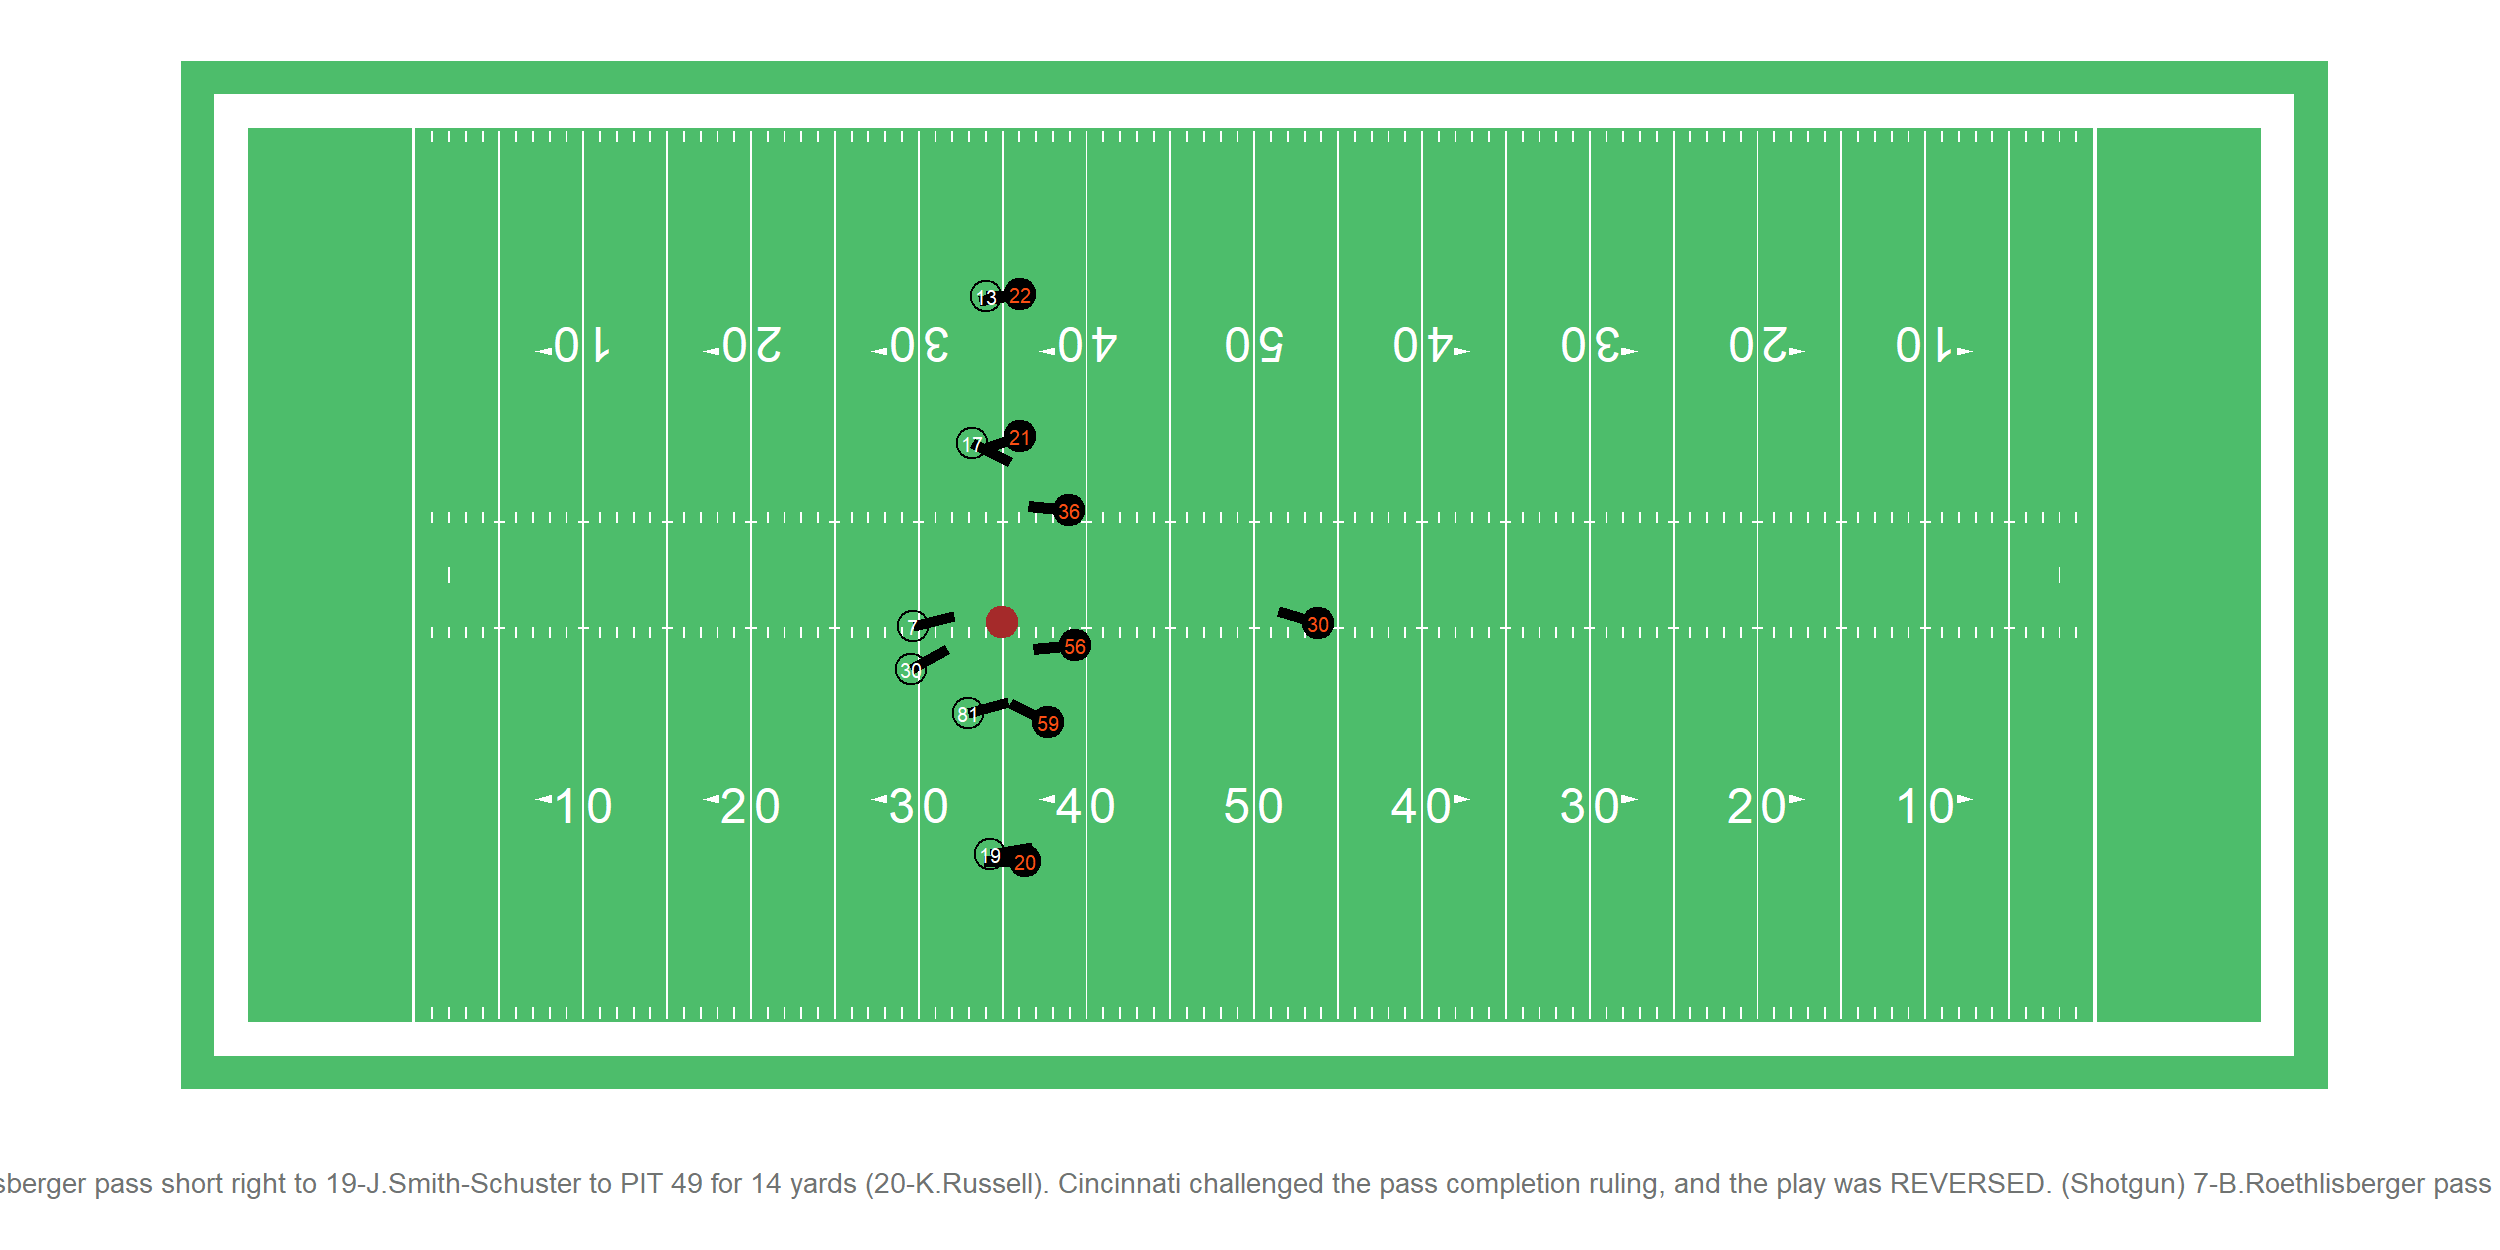 13 22
10 20 30 40 50 40 30 20 10
17 21
36
7 30
56
30
81 59
10 20 30 40 50 40 30 20 10
19 20
sberger pass short right to 19-J.Smith-Schuster to PIT 49 for 14 yards (20-K.Russell). Cincinnati challenged the pass completion ruling, and the play was REVERSED. (Shotgun) 7-B.Roethlisberger pass